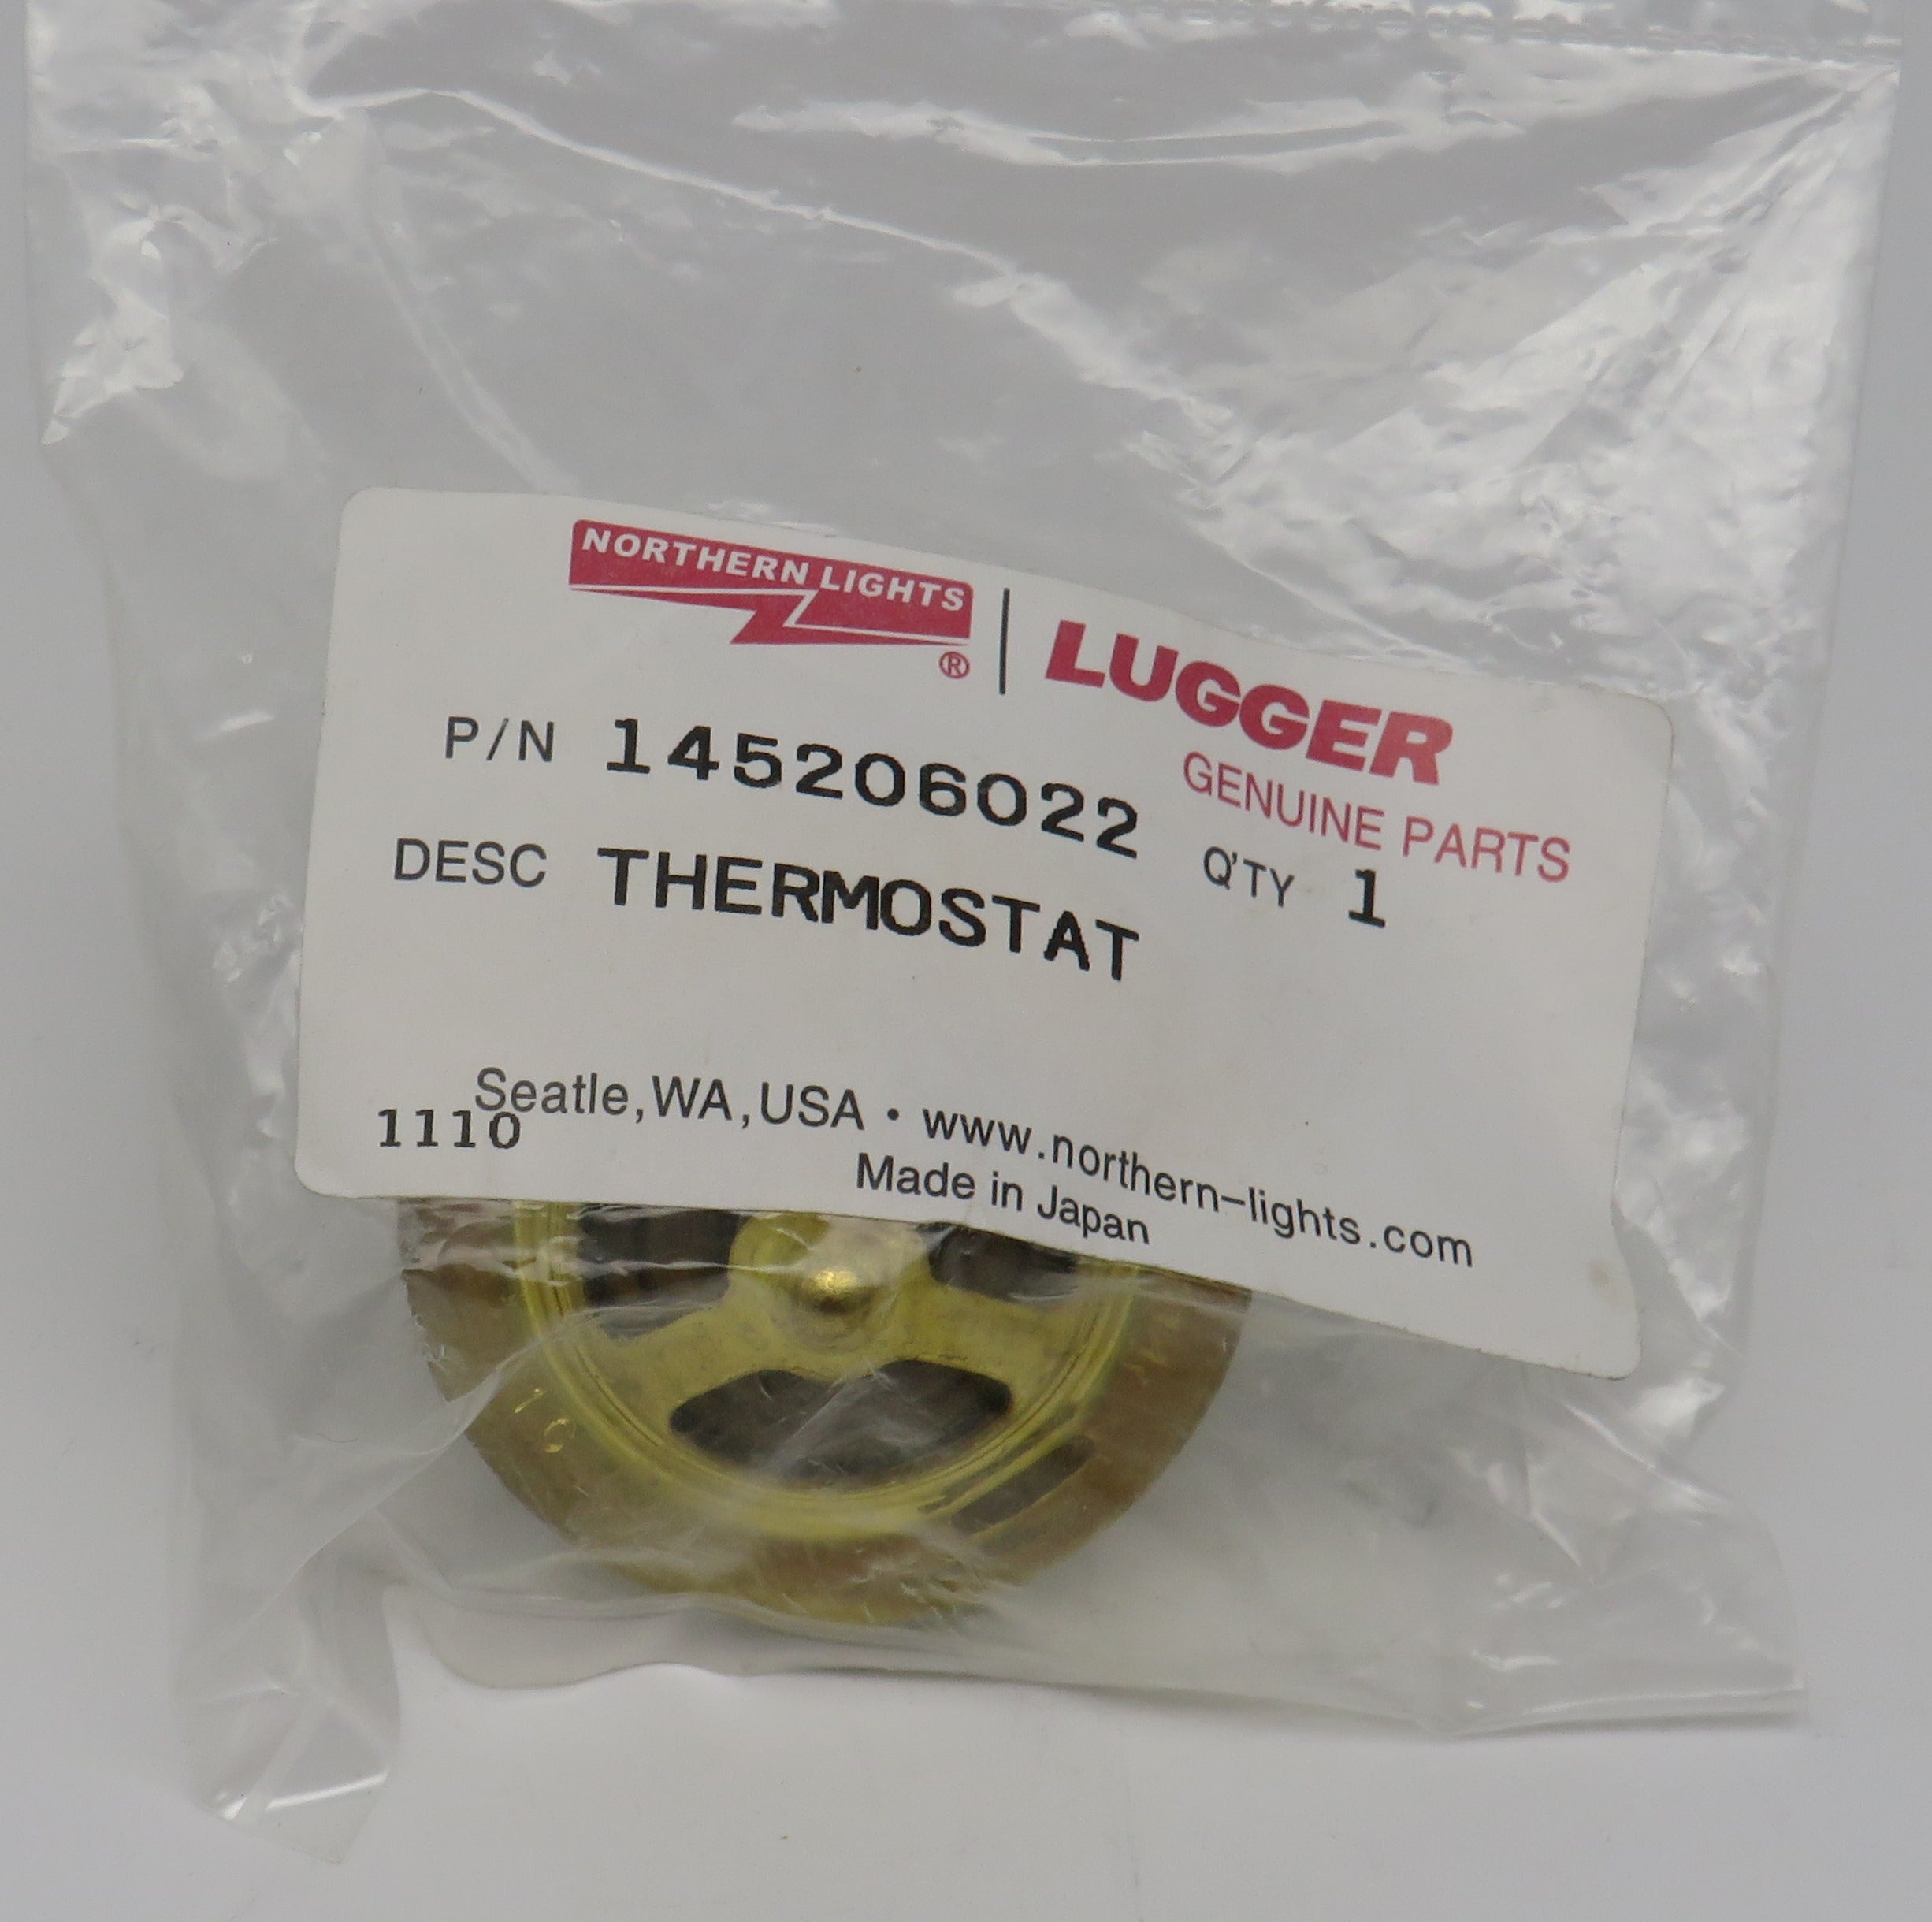 NORTHERN LIGHTS
®
LUGGER
GENUINE PARTS
P/N 145206022
Q'TY 1
DESC THERMOSTAT
Seatle, WA, USA • www.northern-lights.com
1110
Made in Japan